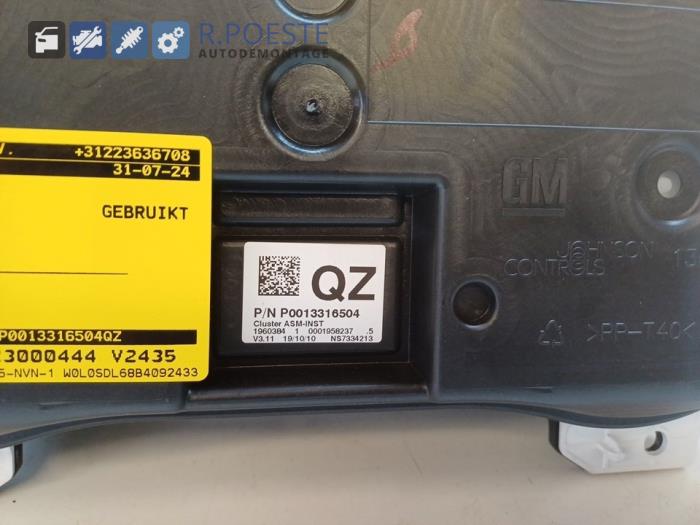 R.POESTE
AUTODEMONTAGE
V. +31223636708
31-07-24
GEBRUIKT
P0013316504QZ
3000444 V2435
5-NVN-1 W0L0SDL68B4092433
QZ
P/N P0013316504
Cluster ASM-INST
1960384 1 0001958237 .5
V3.11 19/10/10 NS7334213
GM
JOHNSON
CONTROLS
>PP-T40<